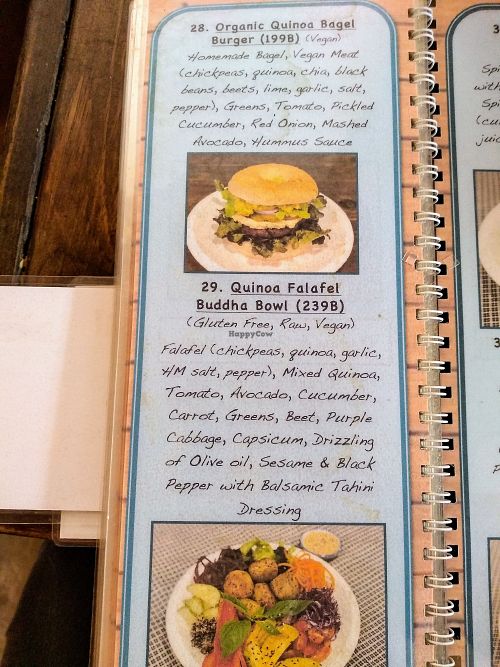 28. Organic Quinoa Bagel
Burger (199B) (Vegan)
Homemade Bagel, Vegan Meat
(chickpeas, quinoa, chia, black
beans, beets, lime, garlic, salt,
pepper), Greens, Tomato, Pickled
Cucumber, Red Onion, Mashed
Avocado, Hummus Sauce
29. Quinoa Falafel
Buddha Bowl (239B)
(Gluten Free, Raw, Vegan)
HappyCow
Falafel (chickpeas, quinoa, garlic,
HM salt, pepper), Mixed Quinoa,
Tomato, Avocado, Cucumber,
Carrot, Greens, Beet, Purple
Cabbage, Capsicum, Drizzling
of Olive oil, Sesame & Black
Pepper with Balsamic Tahini
Dressing